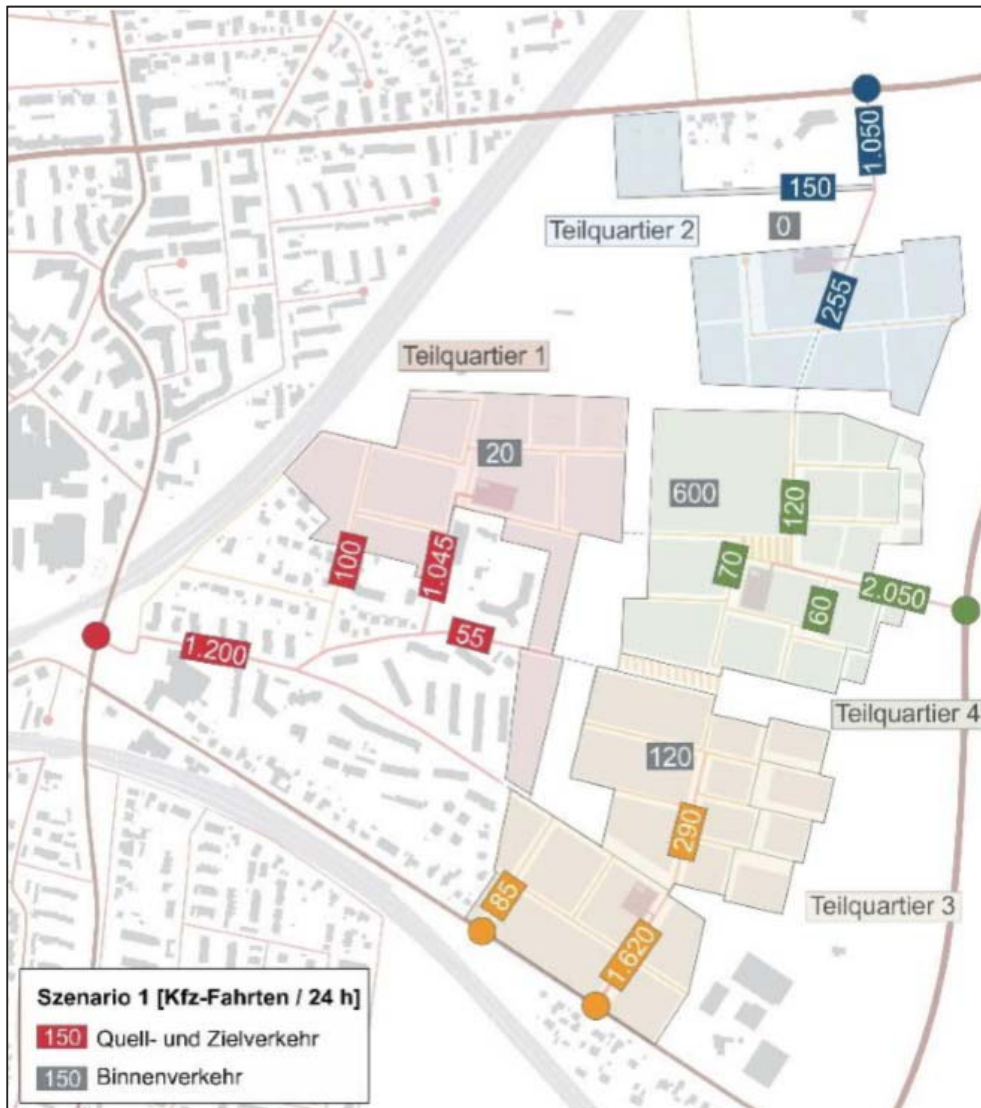 1.050
150
Teilquartier 2
0
255
Teilquartier 1
20
600
120
100
1.045
70
2.050
60
55
1.200
Teilquartier 4
120
290
85
Teilquartier 3
1.620
Szenario 1 [Kfz-Fahrten / 24 h]
150 Quell- und Zielverkehr
150 Binnenverkehr